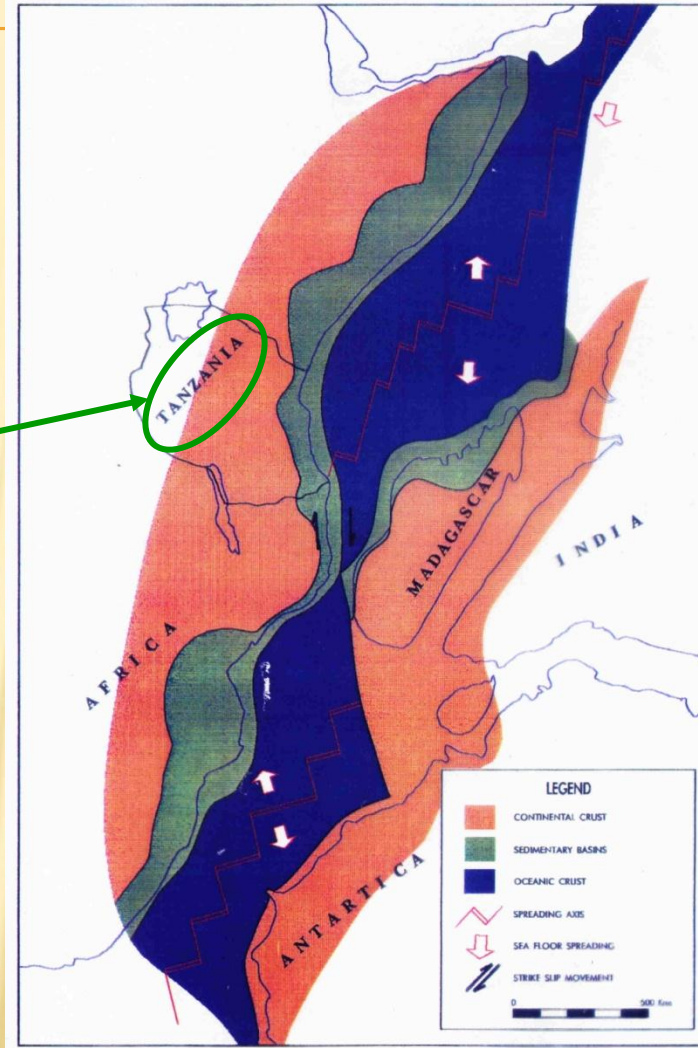 TANZANIA
MADAGASCAR
INDIA
AFRICA
ANTARTICA
LEGEND
CONTINENTAL CRUST
SEDIMENTARY BASINS
OCEANIC CRUST
SPREADING AXIS
SEA FLOOR SPREADING
STRIKE SLIP MOVEMENT
0 500 Kms